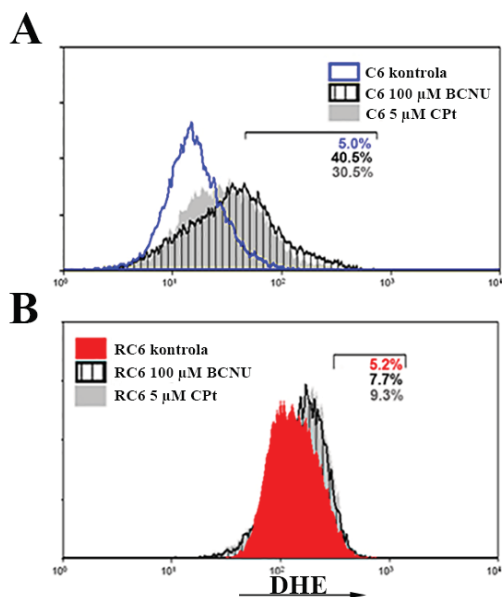 A
C6 kontrola
C6 100 µM BCNU
C6 5 µM CPt
5.0%
40.5%
30.5%
10⁰ 10¹ 10² 10³ 10⁴
B
RC6 kontrola
RC6 100 µM BCNU
RC6 5 µM CPt
5.2%
7.7%
9.3%
10⁰ 10¹ 10² 10³ 10⁴
DHE